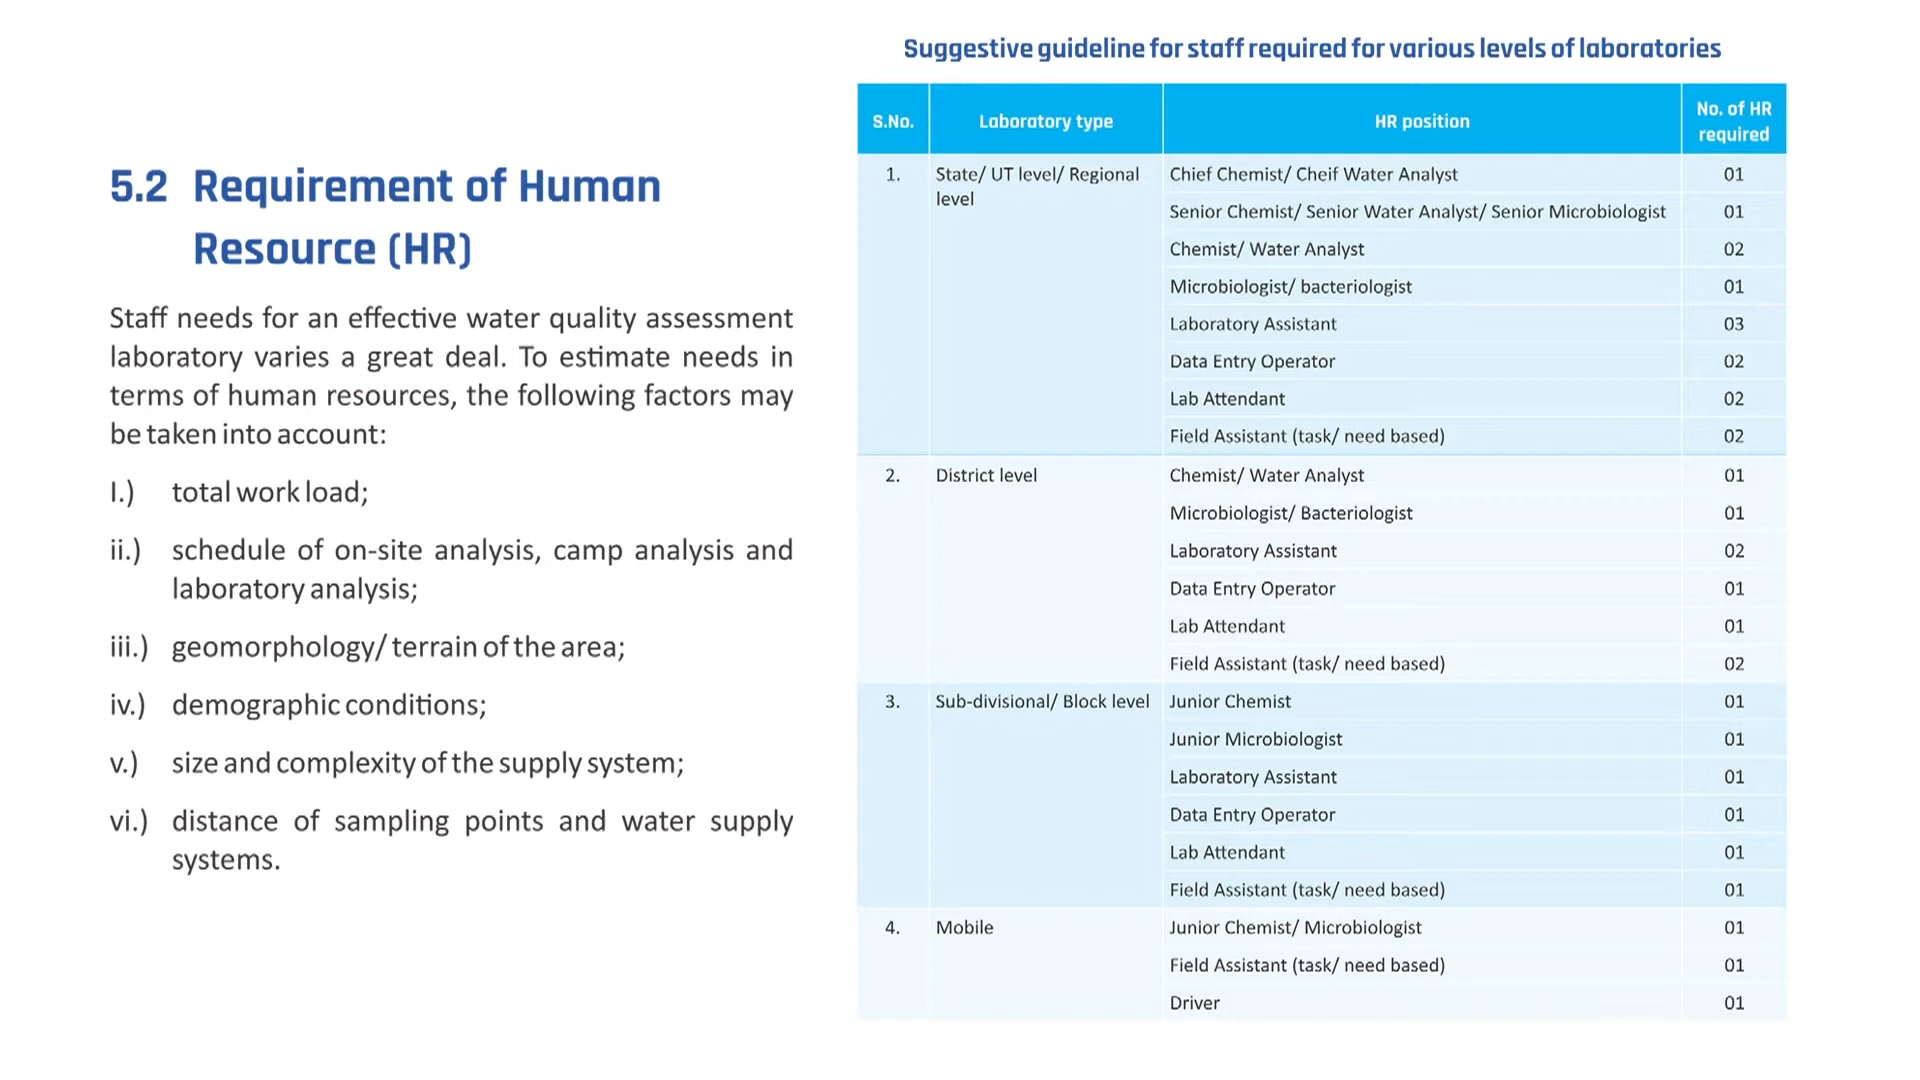 5.2 Requirement of Human
Resource (HR)
Staff needs for an effective water quality assessment
laboratory varies a great deal. To estimate needs in
terms of human resources, the following factors may
be taken into account:
I.) total work load;
ii.) schedule of on-site analysis, camp analysis and
laboratory analysis;
iii.) geomorphology/ terrain of the area;
iv.) demographic conditions;
v.) size and complexity of the supply system;
vi.) distance of sampling points and water supply
systems.
Suggestive guideline for staff required for various levels of laboratories
S.No. Laboratory type HR position No. of HR
required
1. State/ UT level/ Regional Chief Chemist/ Cheif Water Analyst 01
level
Senior Chemist/ Senior Water Analyst/ Senior Microbiologist 01
Chemist/ Water Analyst 02
Microbiologist/ bacteriologist 01
Laboratory Assistant 03
Data Entry Operator 02
Lab Attendant 02
Field Assistant (task/ need based) 02
2. District level Chemist/ Water Analyst 01
Microbiologist/ Bacteriologist 01
Laboratory Assistant 02
Data Entry Operator 01
Lab Attendant 01
Field Assistant (task/ need based) 02
3. Sub-divisional/ Block level Junior Chemist 01
Junior Microbiologist 01
Laboratory Assistant 01
Data Entry Operator 01
Lab Attendant 01
Field Assistant (task/ need based) 01
4. Mobile Junior Chemist/ Microbiologist 01
Field Assistant (task/ need based) 01
Driver 01